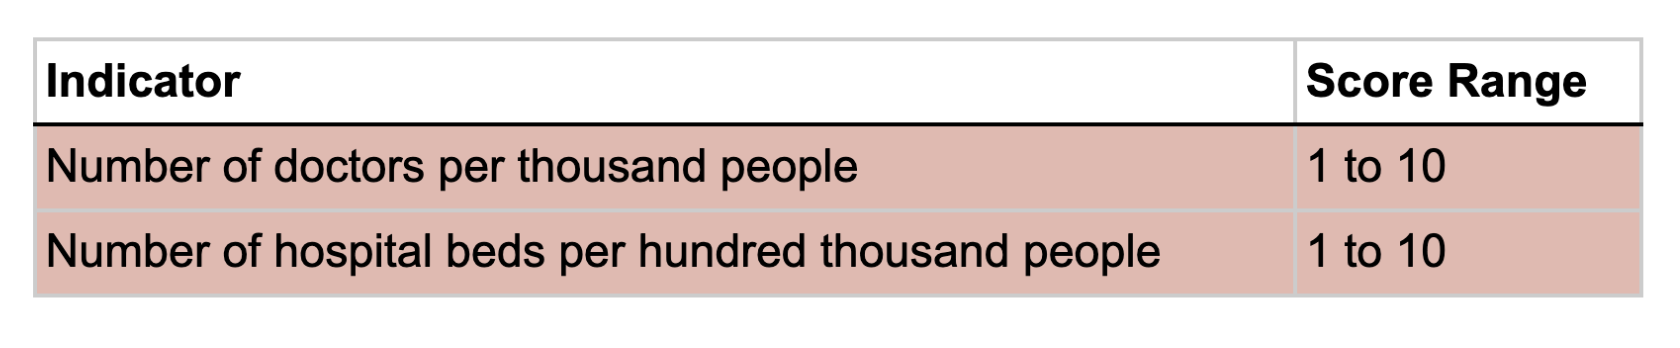 Indicator Score Range
Number of doctors per thousand people 1 to 10
Number of hospital beds per hundred thousand people 1 to 10